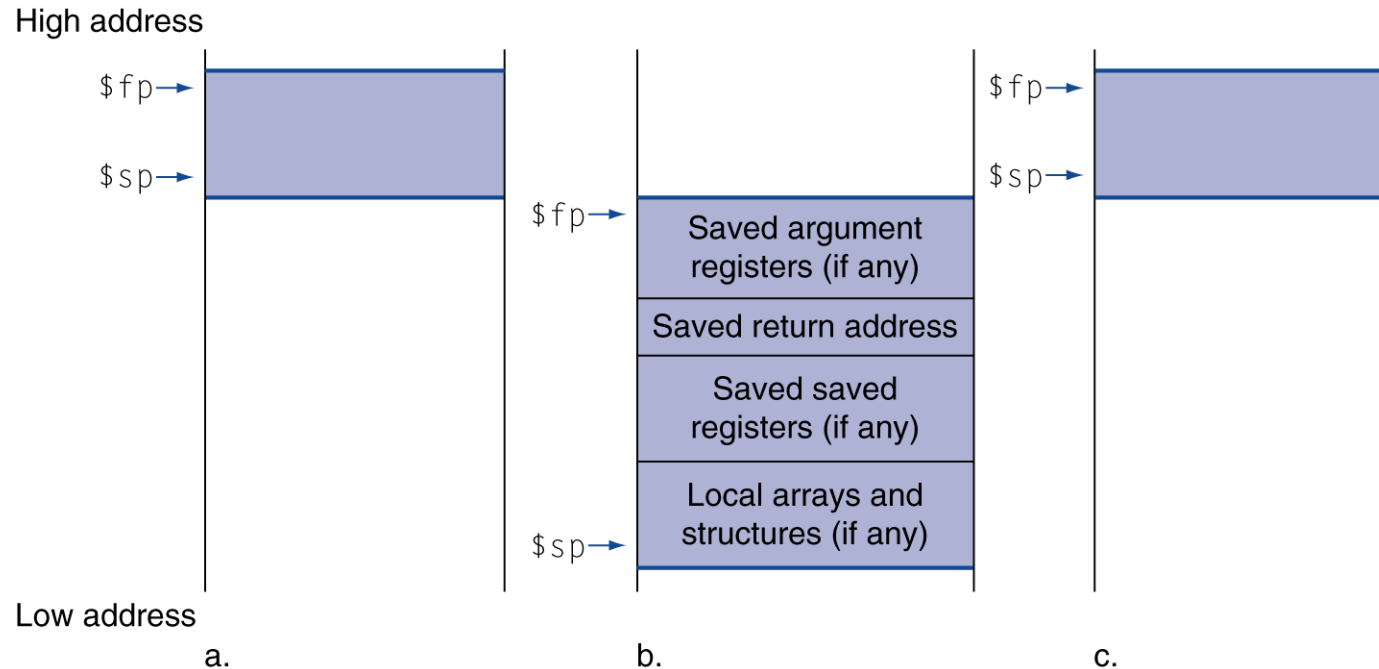 High address
$fp
$sp
$fp
Saved argument
registers (if any)
Saved return address
Saved saved
registers (if any)
Local arrays and
structures (if any)
$sp
$fp
$sp
Low address
a.
b.
c.